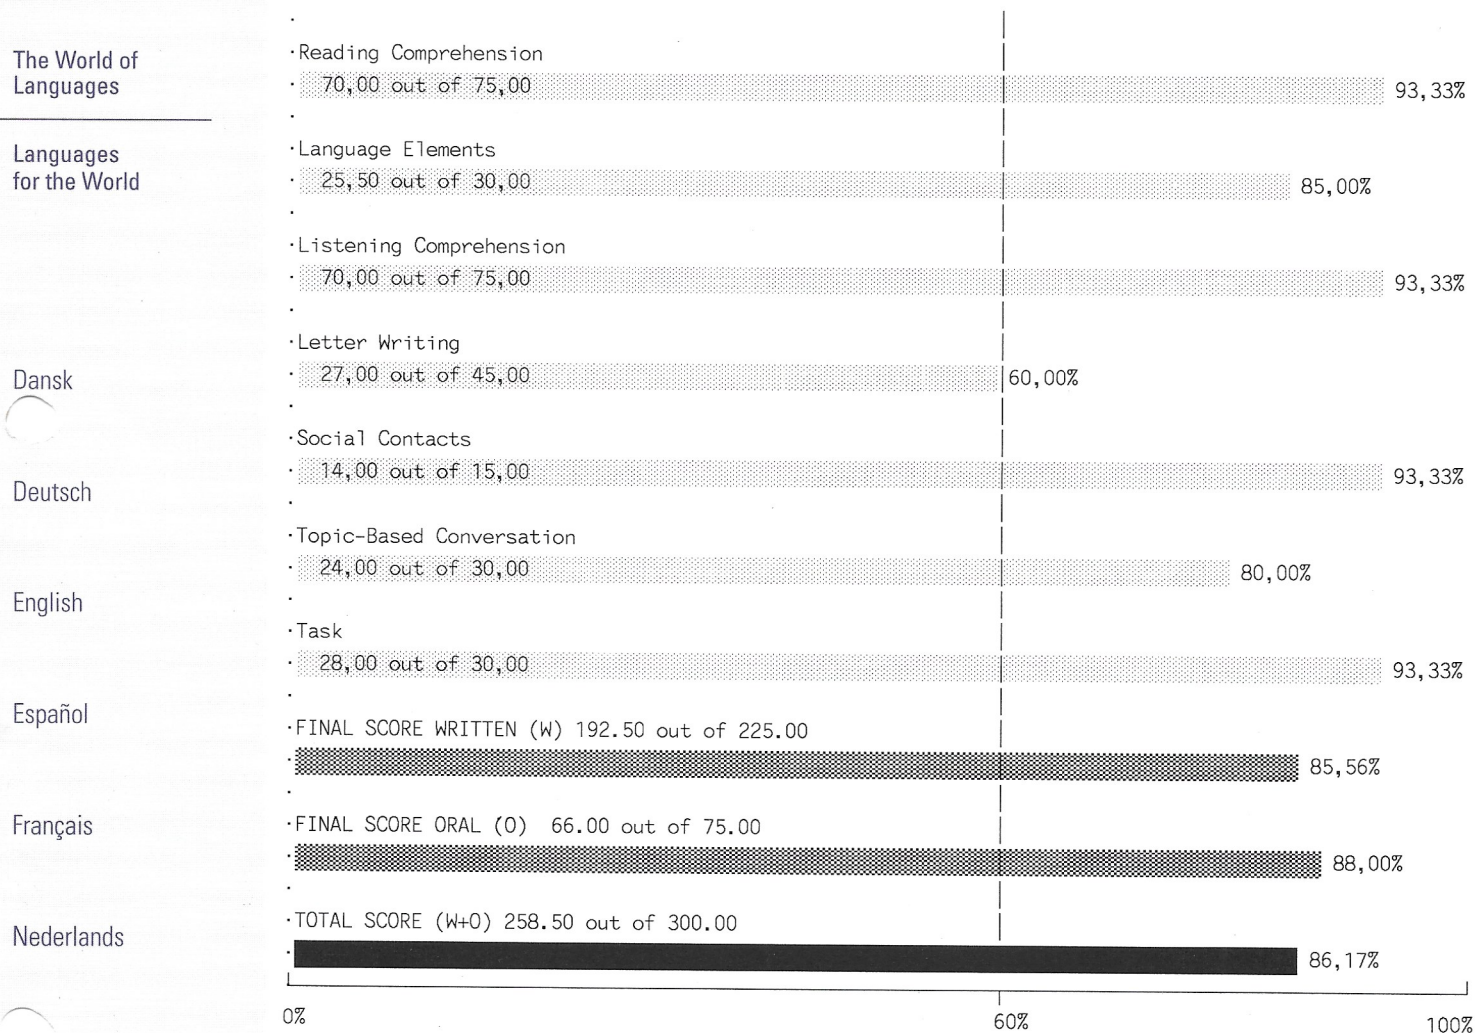 The World of
Languages
Languages
for the World
Dansk
Deutsch
English
Español
Français
Nederlands
Reading Comprehension
70,00 out of 75,00 93,33%
Language Elements
25,50 out of 30,00 85,00%
Listening Comprehension
70,00 out of 75,00 93,33%
Letter Writing
27,00 out of 45,00 60,00%
Social Contacts
14,00 out of 15,00 93,33%
Topic-Based Conversation
24,00 out of 30,00 80,00%
Task
28,00 out of 30,00 93,33%
FINAL SCORE WRITTEN (W) 192.50 out of 225.00
85,56%
FINAL SCORE ORAL (O) 66.00 out of 75.00
88,00%
TOTAL SCORE (W+O) 258.50 out of 300.00
86,17%
0% 60% 100%